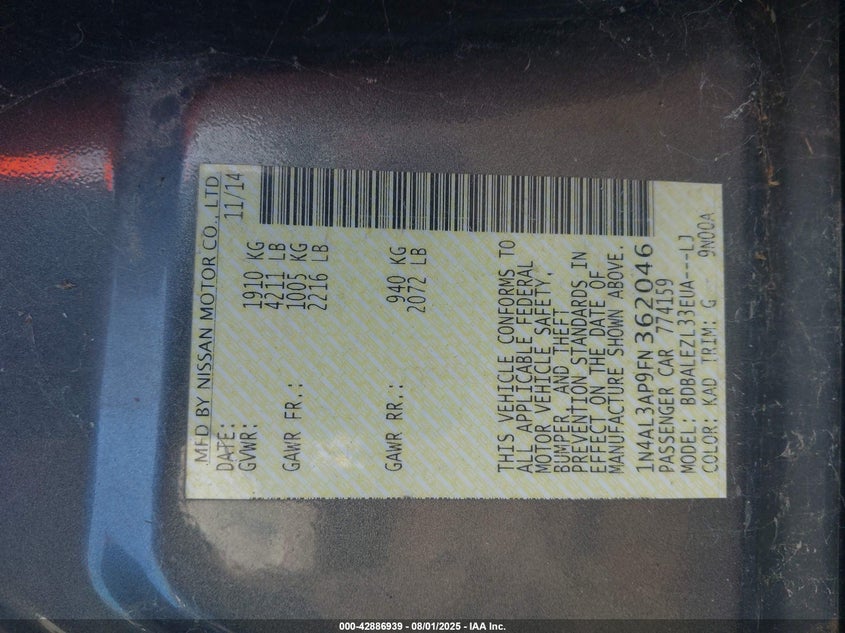 MFD BY NISSAN MOTOR CO., LTD
DATE: 11/14
GVWR: 1910 KG
4211 LB
GAWR FR.: 1005 KG
2216 LB
GAWR RR.: 940 KG
2072 LB
THIS VEHICLE CONFORMS TO
ALL APPLICABLE FEDERAL
MOTOR VEHICLE SAFETY,
BUMPER, AND THEFT
PREVENTION STANDARDS IN
EFFECT ON THE DATE OF
MANUFACTURE SHOWN ABOVE.
1N4AL3AP9FN362046
PASSENGER CAR 774159
MODEL: BDBALEZL33EUA---LJ
COLOR: KAD TRIM: G 9N00A
000-42886939 - 08/01/2025 - IAA Inc.